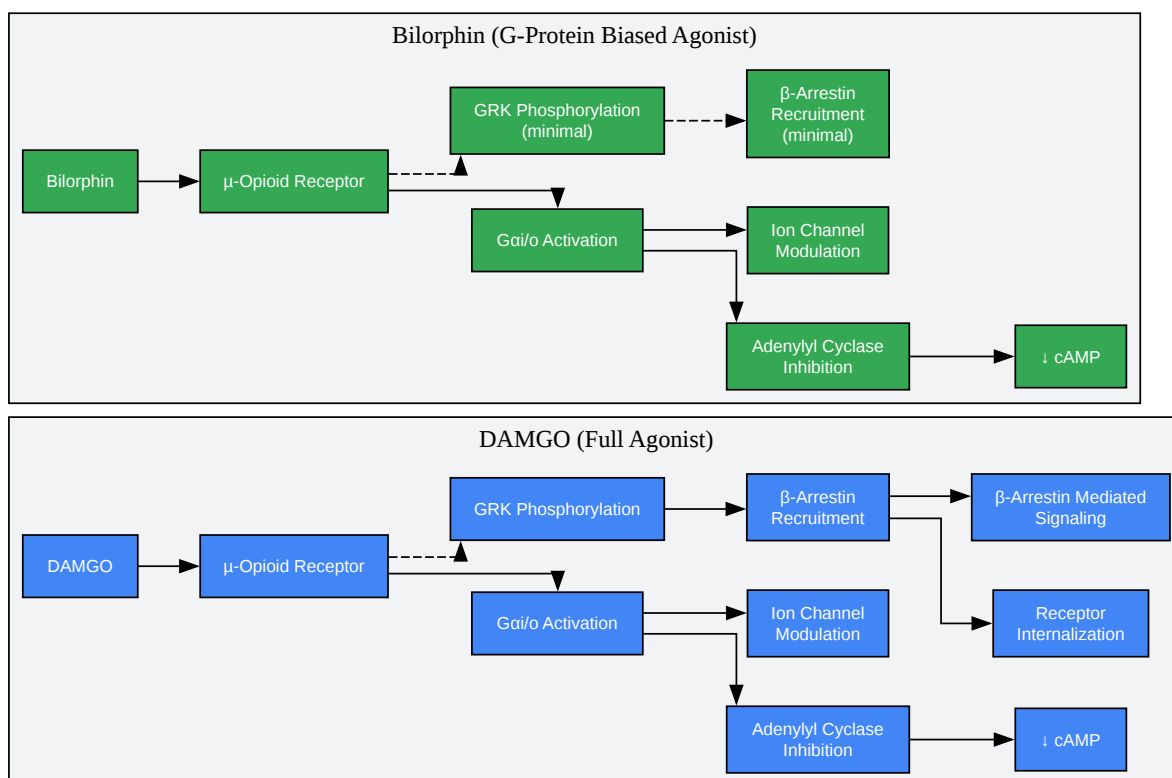 Bilorphin (G-Protein Biased Agonist)
GRK Phosphorylation
(minimal)
β-Arrestin
Recruitment
(minimal)
Bilorphin
μ-Opioid Receptor
Gαi/o Activation
Ion Channel
Modulation
Adenylyl Cyclase
Inhibition
↓ cAMP
DAMGO (Full Agonist)
GRK Phosphorylation
β-Arrestin
Recruitment
β-Arrestin Mediated
Signaling
DAMGO
μ-Opioid Receptor
Gαi/o Activation
Ion Channel
Modulation
Receptor
Internalization
Adenylyl Cyclase
Inhibition
↓ cAMP